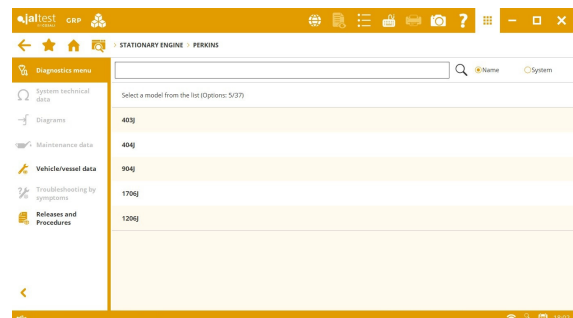 jaltest GRP
STATIONARY ENGINE > PERKINS
Diagnostics menu
Name
System
System technical
data
Select a model from the list (Options: 5/37)
Diagrams
403J
404J
Maintenance data
904J
Vehicle/vessel data
1706J
Troubleshooting by
symptoms
Releases and
Procedures
1206J